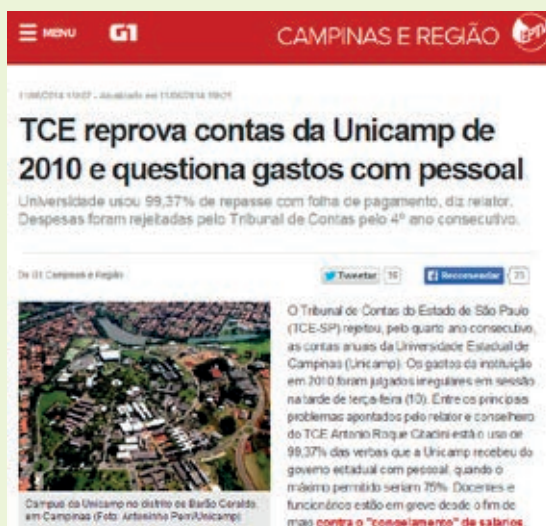 MENU G1 CAMPINAS E REGIÃO
TCE reprova contas da Unicamp de
2010 e questiona gastos com pessoal
Universidade usou 99,37% de repasse com folha de pagamento, diz relator.
Despesas foram rejeitadas pelo Tribunal de Contas pelo 4º ano consecutivo.
Do G1 Campinas e Região
Tweetar Recomendar
O Tribunal de Contas do Estado de São Paulo
(TCE-SP) rejeitou, pelo quarto ano consecutivo,
as contas anuais da Universidade Estadual de
Campinas (Unicamp). Os gastos da instituição
em 2010 foram julgados irregulares em sessão
na tarde de terça-feira (10). Entre os principais
problemas apontados pelo relator e conselheiro
do TCE Antonio Roque Citadini está o uso de
99,37% das verbas que a Unicamp recebeu do
governo estadual com pessoal, quando o
máximo permitido seriam 75%. Docentes e
funcionários estão em greve desde o fim de
maio contra o "congelamento" de salários
Campus da Unicamp no distrito de Barão Geraldo,
em Campinas (Foto: Antoninho Perri/Unicamp)